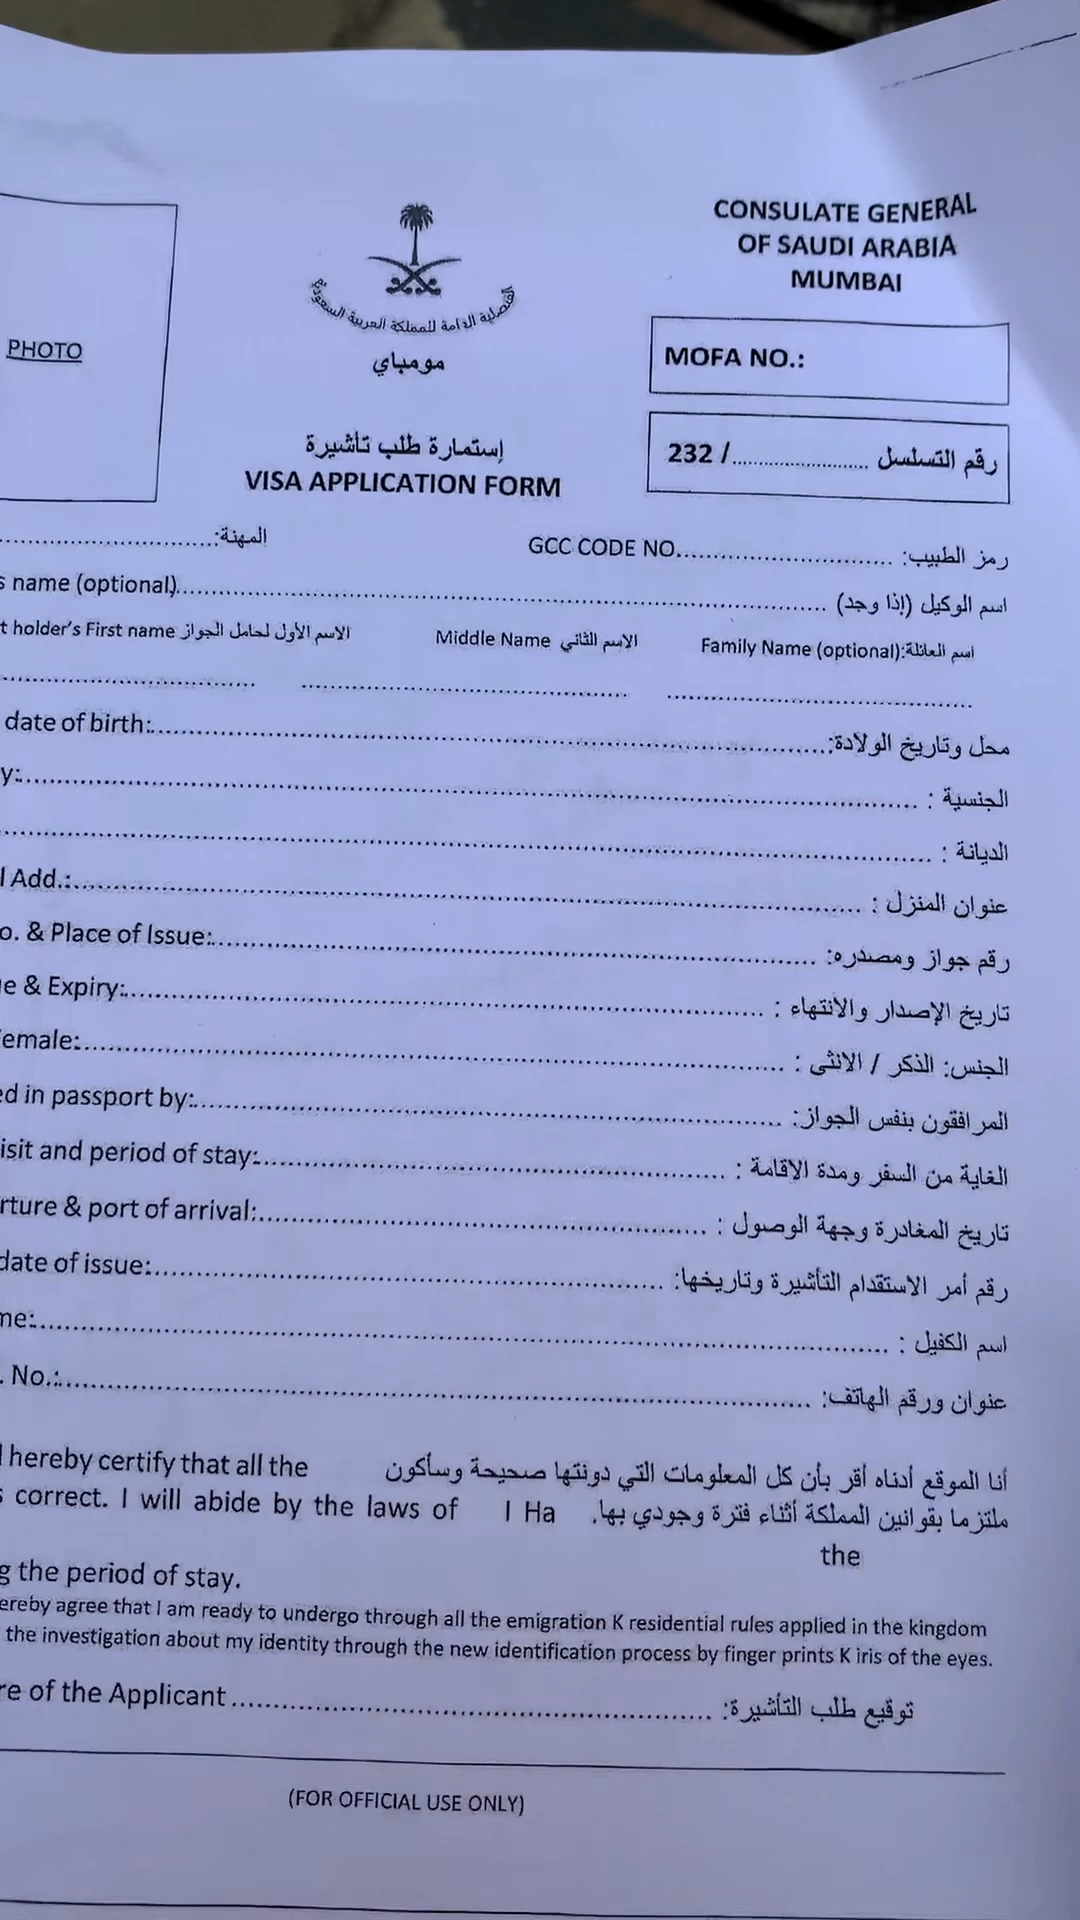 CONSULATE GENERAL
OF SAUDI ARABIA
MUMBAI
القنصلية العامة للمملكة العربية السعودية
مومباي
PHOTO
MOFA NO.:
232 /........................ رقم التسلسل
إستمارة طلب تأشيرة
VISA APPLICATION FORM
المهنة:
GCC CODE NO................................. رمز الطبيب:
name (optional)................ اسم الوكيل (إذا وجد)
holder's First name الاسم الأول لحامل الجواز Middle Name الاسم الثاني Family Name (optional):اسم العائلة
date of birth:................ محل وتاريخ الولادة:
الجنسية :
الديانة :
Add.:................ عنوان المنزل :
& Place of Issue:................ رقم جواز ومصدره:
& Expiry:................ تاريخ الإصدار والانتهاء :
emale:................ الجنس: الذكر / الانثى :
in passport by:................ المرافقون بنفس الجواز:
isit and period of stay:................ الغاية من السفر ومدة الاقامة :
rture & port of arrival:................ تاريخ المغادرة وجهة الوصول :
date of issue:................ رقم أمر الاستقدام التأشيرة وتاريخها:
me:................ اسم الكفيل :
No.:................ عنوان ورقم الهاتف:
I hereby certify that all the أنا الموقع أدناه أقر بأن كل المعلومات التي دونتها صحيحة وسأكون
correct. I will abide by the laws of I Ha ملتزما بقوانين المملكة أثناء فترة وجودي بها.
the
the period of stay.
ereby agree that I am ready to undergo through all the emigration K residential rules applied in the kingdom
the investigation about my identity through the new identification process by finger prints K iris of the eyes.
re of the Applicant................ توقيع طلب التأشيرة:
(FOR OFFICIAL USE ONLY)